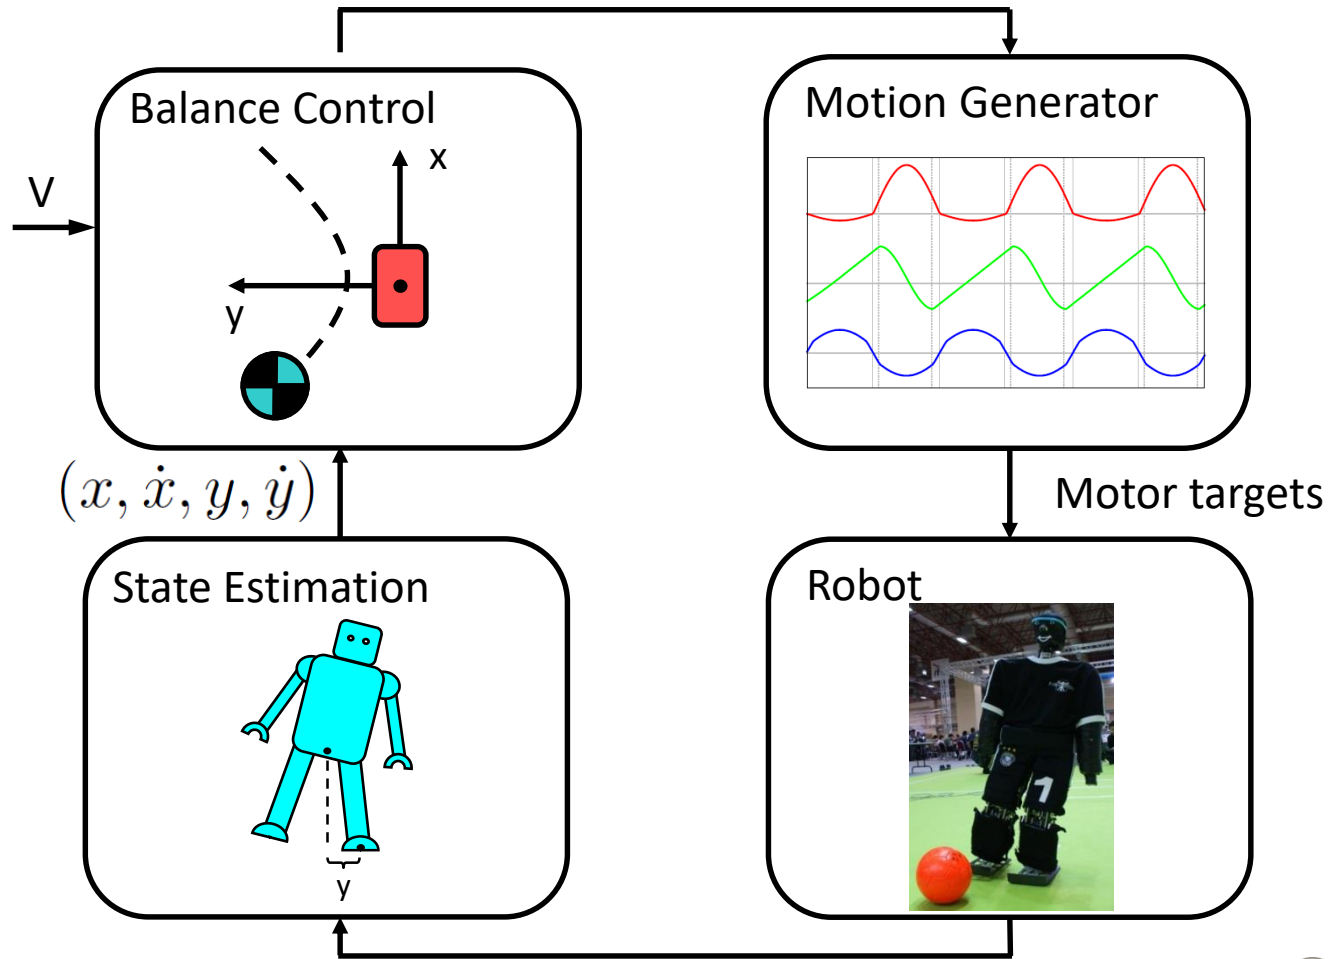 Balance Control
Motion Generator
V
x
y
(x, ẋ, y, ẏ)
Motor targets
State Estimation
Robot
1
y